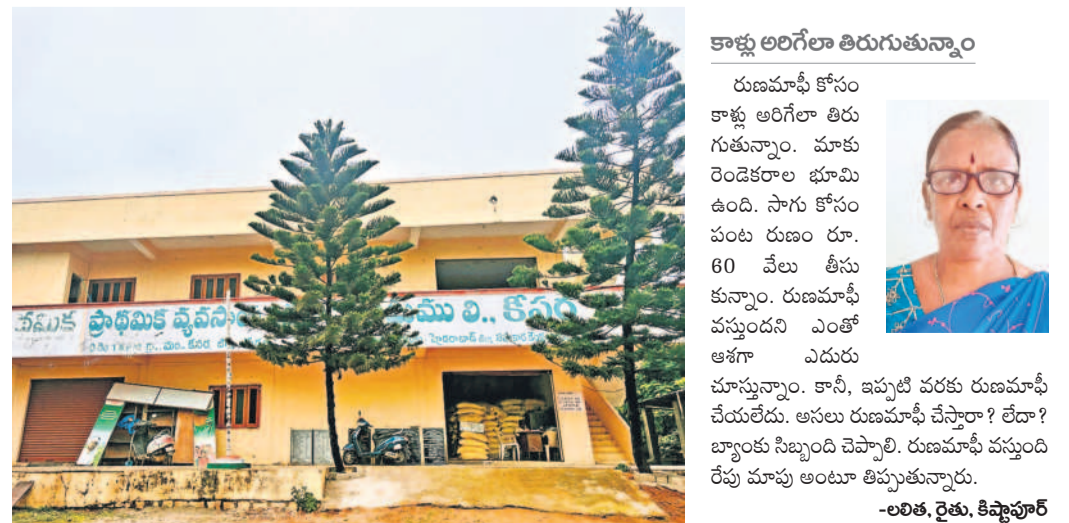 ప్రాథమిక వ్యవసా
లి., కోసర
కాళ్లు అరిగేలా తిరుగుతున్నాం
రుణమాఫీ కోసం
కాళ్లు అరిగేలా తిరు
గుతున్నాం. మాకు
రెండెకరాల భూమి
ఉంది. సాగు కోసం
పంట రుణం రూ.
60 వేలు తీసు
కున్నాం. రుణమాఫీ
వస్తుందని ఎంతో
ఆశగా ఎదురు
చూస్తున్నాం. కానీ, ఇప్పటి వరకు రుణమాఫీ
చేయలేదు. అసలు రుణమాఫీ చేస్తారా? లేదా?
బ్యాంకు సిబ్బంది చెప్పాలి. రుణమాఫీ వస్తుంది
రేపు మాపు అంటూ తిప్పుతున్నారు.
-లలిత, రైతు, కిష్టాపూర్